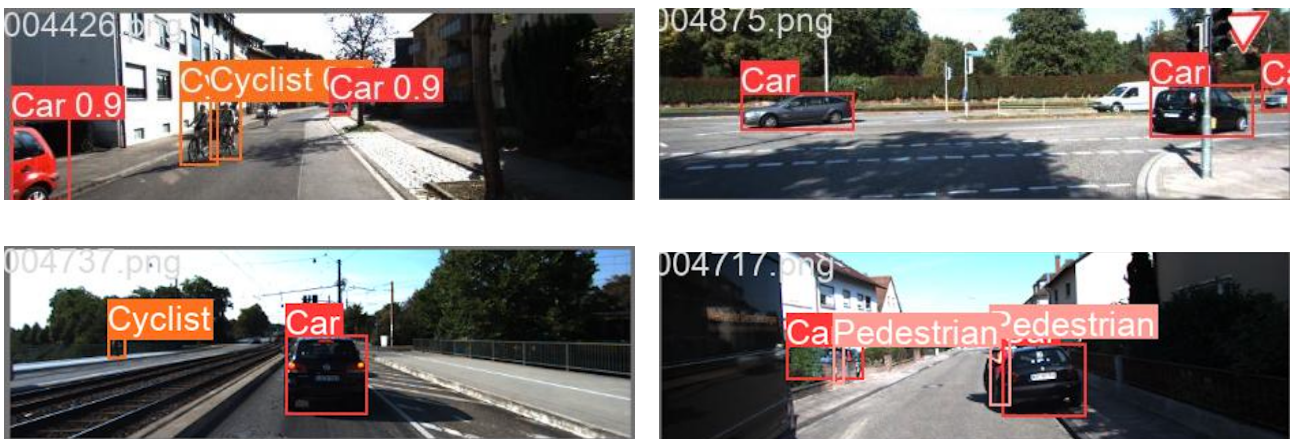 004426.png
Car 0.9
Cyclist
Car 0.9
004875.png
Car
Car
004737.png
Cyclist
Car
004717.png
Pedestrian
Pedestrian